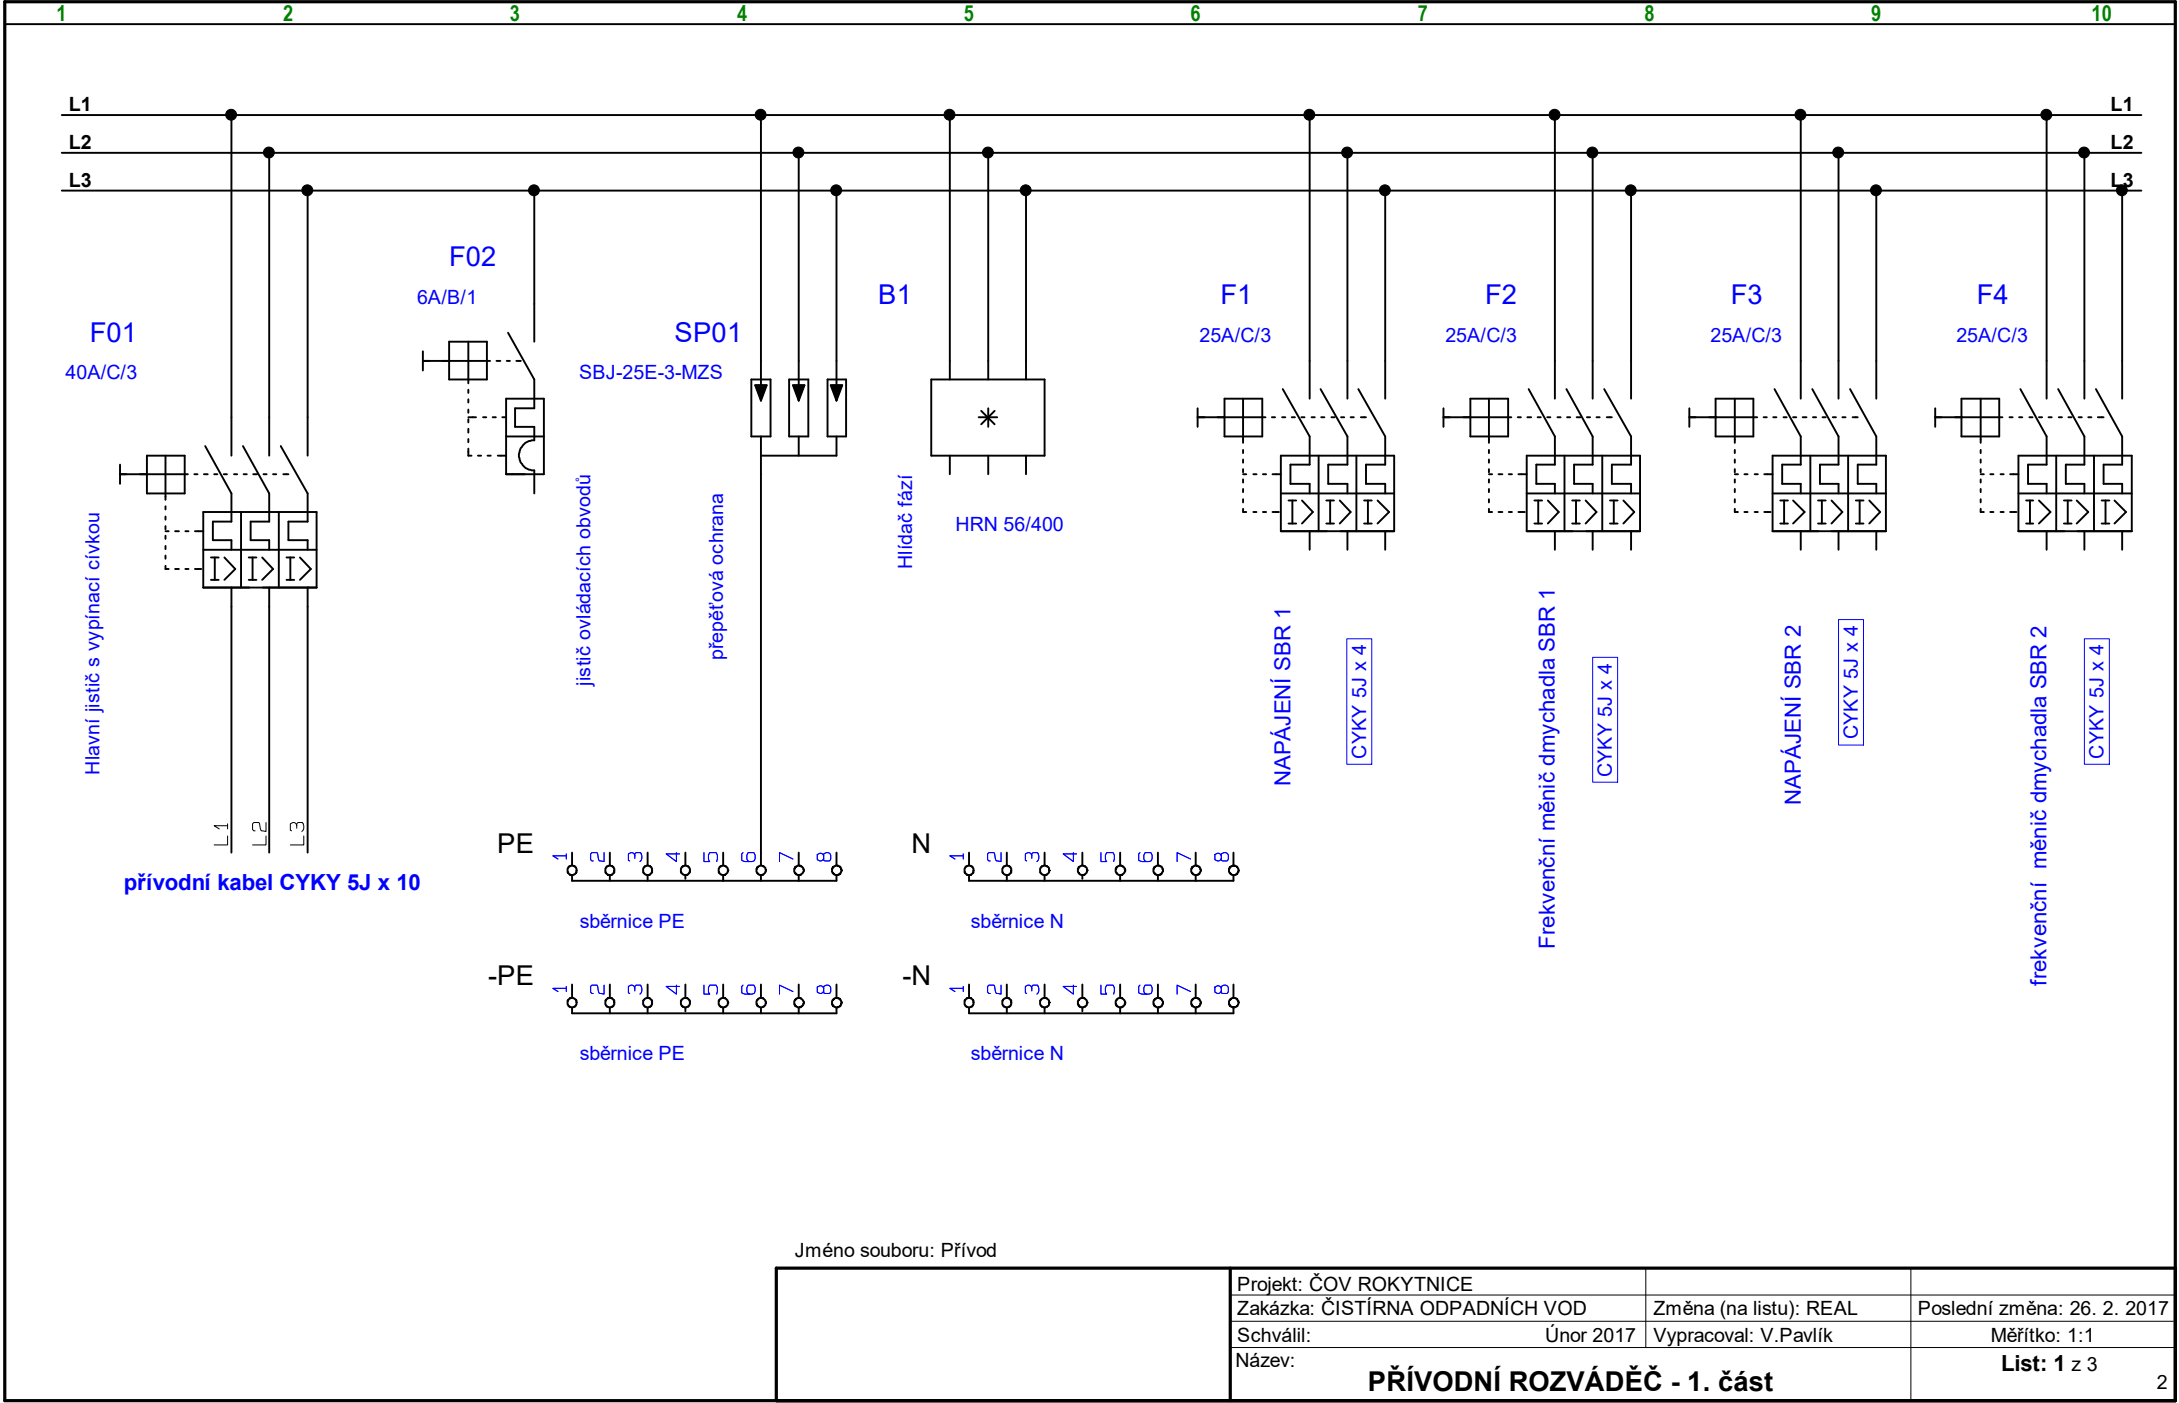 1 2 3 4 5 6 7 8 9 10
L1 L1
L2 L2
L3 L3
F01
40A/C/3
Hlavní jistič s vypínací cívkou
L1 L2 L3
přívodní kabel CYKY 5J x 10
F02
6A/B/1
jistič ovládacích obvodů
SP01
SBJ-25E-3-MZS
přepěťová ochrana
B1
Hlídač fází
HRN 56/400
F1
25A/C/3
I> I> I>
NAPÁJENÍ SBR 1
CYKY 5J x 4
F2
25A/C/3
I> I> I>
Frekvenční měnič dmychadla SBR 1
CYKY 5J x 4
F3
25A/C/3
I> I> I>
NAPÁJENÍ SBR 2
CYKY 5J x 4
F4
25A/C/3
I> I> I>
frekvenční měnič dmychadla SBR 2
CYKY 5J x 4
I> I> I>
PE 1 2 3 4 5 6 7 8
sběrnice PE
N 1 2 3 4 5 6 7 8
sběrnice N
-PE 1 2 3 4 5 6 7 8
sběrnice PE
-N 1 2 3 4 5 6 7 8
sběrnice N
Jméno souboru: Přívod
Projekt: ČOV ROKYTNICE
Zakázka: ČISTÍRNA ODPADNÍCH VOD Změna (na listu): REAL Poslední změna: 26. 2. 2017
Schválil: Únor 2017 Vypracoval: V.Pavlík Měřítko: 1:1
Název: PŘÍVODNÍ ROZVÁDĚČ - 1. část List: 1 z 3
2